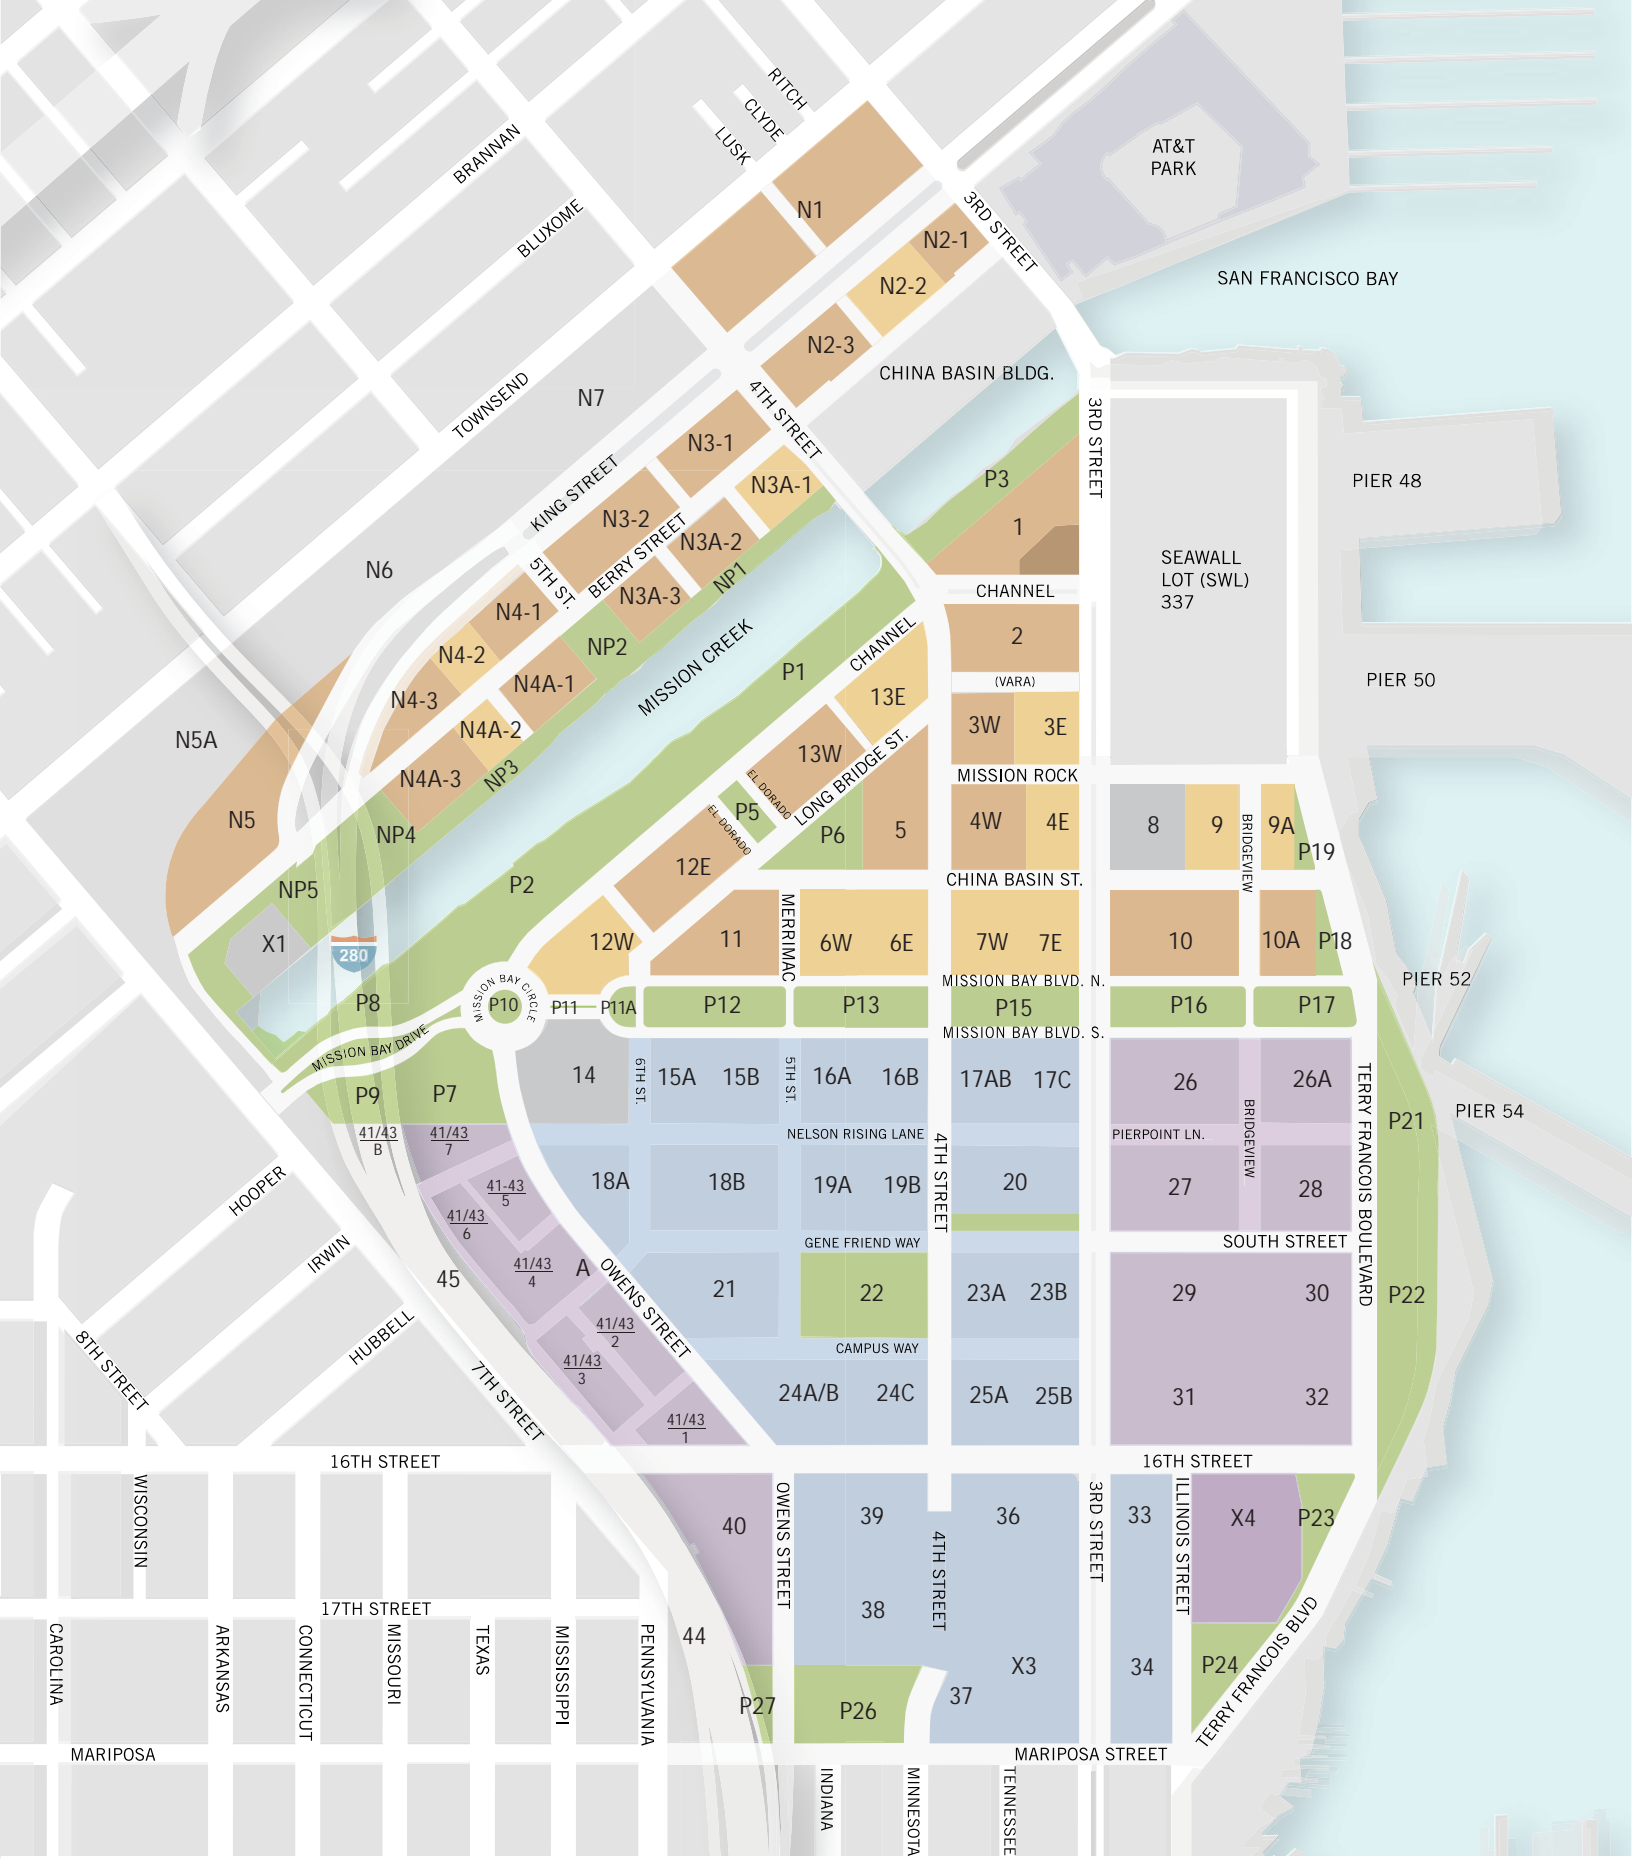 RITCH
CLYDE
LUSK
BRANNAN
BLUXOME
AT&T
PARK
3RD STREET
N1
N2-1
N2-2
SAN FRANCISCO BAY
N2-3
CHINA BASIN BLDG.
TOWNSEND
N7
4TH STREET
3RD STREET
N3-1
KING STREET
N3A-1
P3
PIER 48
N3-2
1
N3A-2
BERRY STREET
SEAWALL
LOT (SWL)
337
N6
5TH ST.
NP1
N3A-3
CHANNEL
N4-1
2
NP2
CHANNEL
N4-2
MISSION CREEK
P1
(VARA)
PIER 50
N4A-1
N4-3
13E
3W
3E
N4A-2
N5A
13W
LONG BRIDGE ST.
MISSION ROCK
N4A-3
NP3
EL DORADO
P5
EL DORADO
N5
NP4
P6
5
4W
4E
8
9
BRIDGEVIEW
9A
P19
12E
CHINA BASIN ST.
NP5
P2
X1
280
12W
11
MERRIMAC
6W
6E
7W
7E
10
10A
P18
PIER 52
MISSION BAY BLVD. N.
P8
MISSION BAY CIRCLE
P10
P11
P11A
P12
P13
P15
P16
P17
MISSION BAY BLVD. S.
MISSION BAY DRIVE
P9
P7
14
6TH ST.
15A
15B
5TH ST.
16A
16B
17AB
17C
26
26A
TERRY FRANCOIS BOULEVARD
P21
PIER 54
41/43
B
41/43
7
NELSON RISING LANE
4TH STREET
PIERPOINT LN.
BRIDGEVIEW
HOOPER
41-43
5
18A
18B
19A
19B
20
27
28
41/43
6
IRWIN
GENE FRIEND WAY
SOUTH STREET
45
41/43
4
A
OWENS STREET
21
22
23A
23B
29
30
P22
8TH STREET
HUBBELL
41/43
2
CAMPUS WAY
41/43
3
7TH STREET
24A/B
24C
25A
25B
31
32
41/43
1
16TH STREET
16TH STREET
WISCONSIN
40
OWENS STREET
39
4TH STREET
36
3RD STREET
33
ILLINOIS STREET
X4
P23
17TH STREET
38
CAROLINA
ARKANSAS
CONNECTICUT
MISSOURI
TEXAS
MISSISSIPPI
PENNSYLVANIA
44
X3
34
P24
TERRY FRANCOIS BLVD
P27
P26
37
MARIPOSA
MARIPOSA STREET
INDIANA
MINNESOTA
TENNESSEE